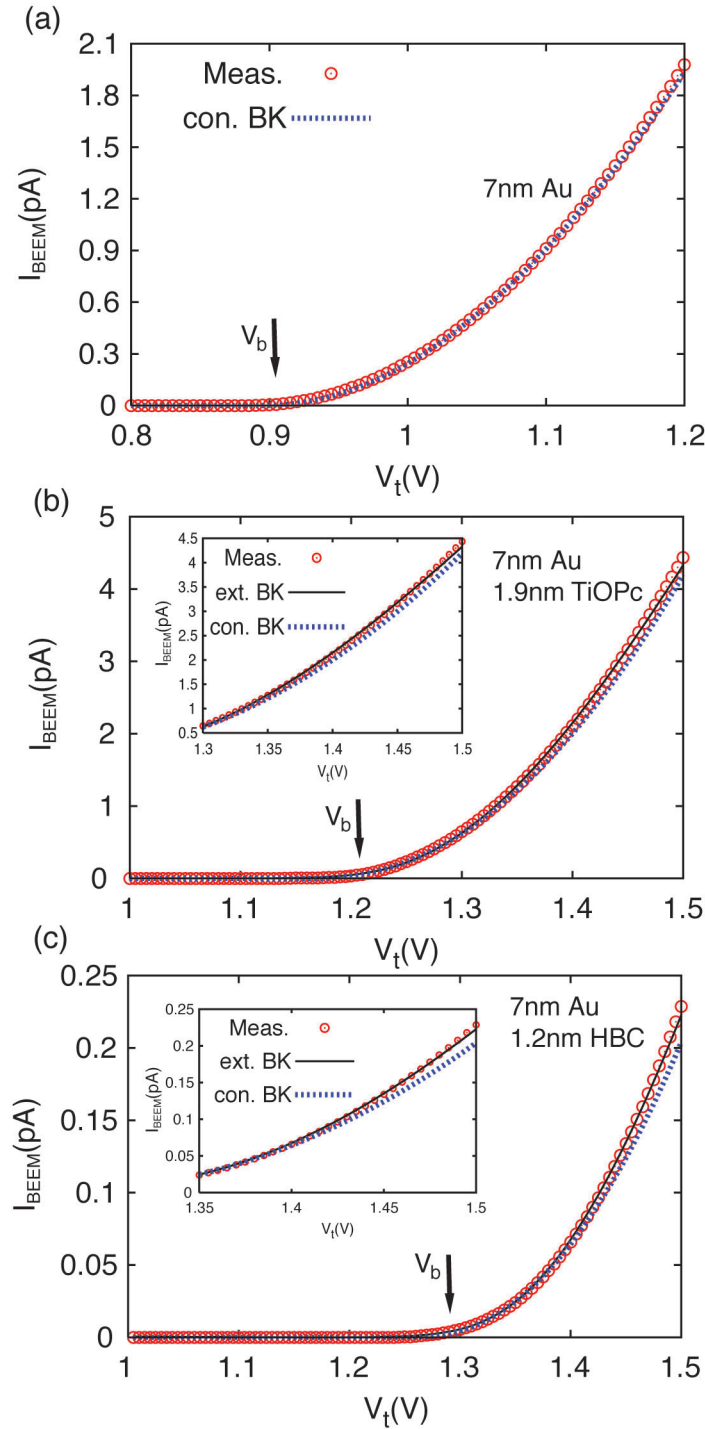 (a)
2.1
1.8
1.5
1.2
0.9
0.6
0.3
0
I_BEEM(pA)
Meas.
con. BK
7nm Au
V_b
0.8
0.9
1
1.1
1.2
V_t(V)
(b)
5
4
3
2
1
0
I_BEEM(pA)
7nm Au
1.9nm TiOPc
4.5
4
3.5
3
2.5
2
1.5
1
0.5
I_BEEM(pA)
Meas.
ext. BK
con. BK
1.3
1.35
1.4
1.45
1.5
V_t(V)
V_b
1
1.1
1.2
1.3
1.4
1.5
V_t(V)
(c)
0.25
0.2
0.15
0.1
0.05
0
I_BEEM(pA)
7nm Au
1.2nm HBC
0.25
0.2
0.15
0.1
0.05
0
I_BEEM(pA)
Meas.
ext. BK
con. BK
1.35
1.4
1.45
1.5
V_t(V)
V_b
1
1.1
1.2
1.3
1.4
1.5
V_t(V)